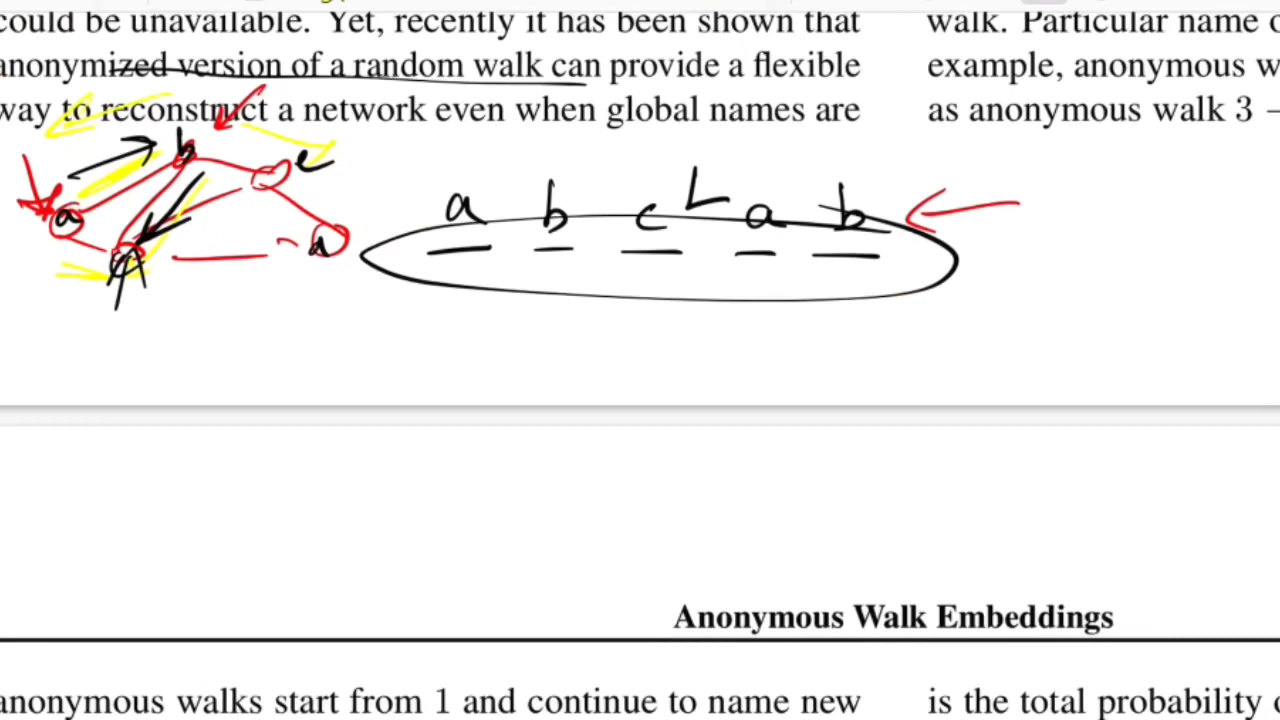 could be unavailable. Yet, recently it has been shown that
anonymized version of a random walk can provide a flexible
way to reconstruct a network even when global names are
walk. Particular name
example, anonymous w
as anonymous walk 3 –
b
e
a
d
a b c L a b
Anonymous Walk Embeddings
anonymous walks start from 1 and continue to name new
is the total probability